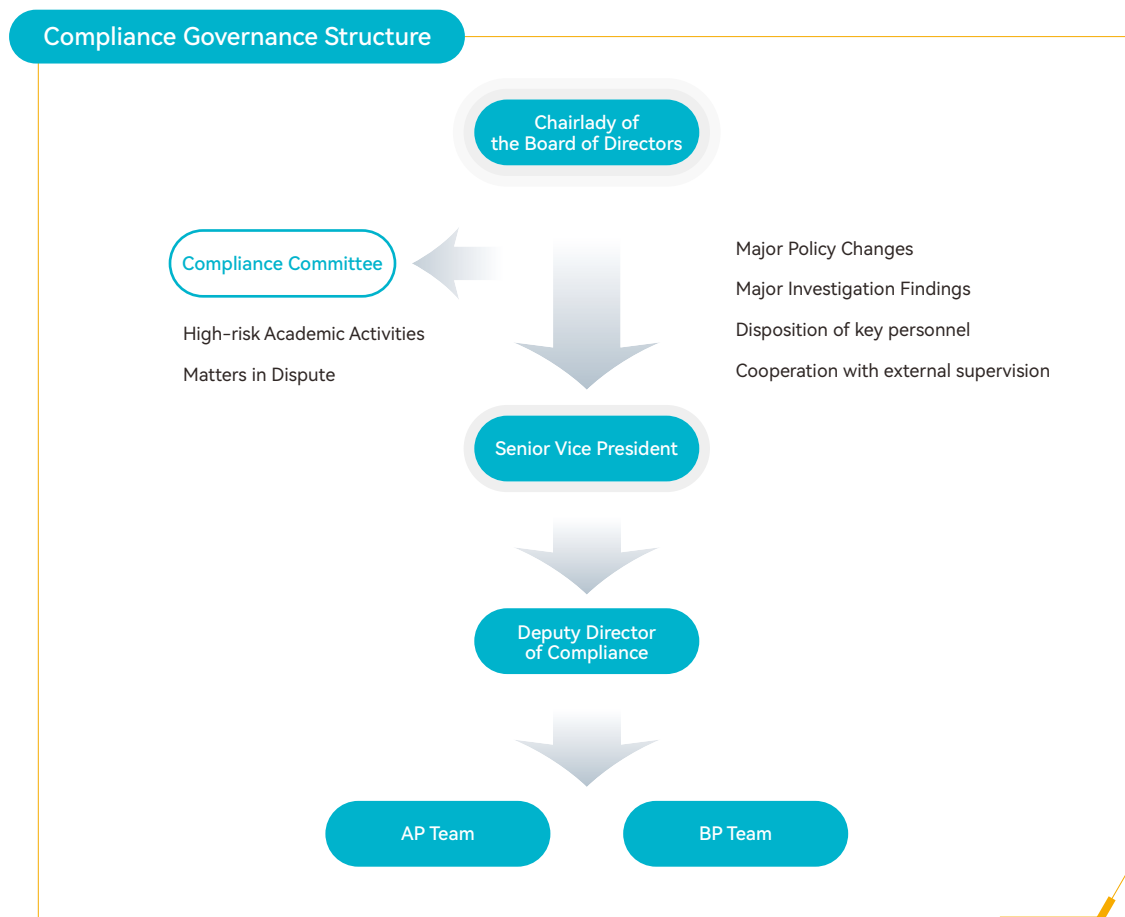 Compliance Governance Structure
Chairlady of
the Board of Directors
Compliance Committee
High-risk Academic Activities
Matters in Dispute
Major Policy Changes
Major Investigation Findings
Disposition of key personnel
Cooperation with external supervision
Senior Vice President
Deputy Director
of Compliance
AP Team
BP Team